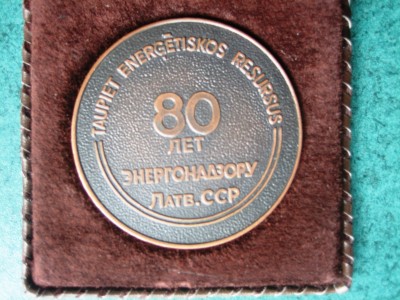 TAUPIET ENERĢĒTISKOS RESURSUS
80
ЛЕТ
ЭНЕРГОНАДЗОРУ
ЛАТВ. ССР